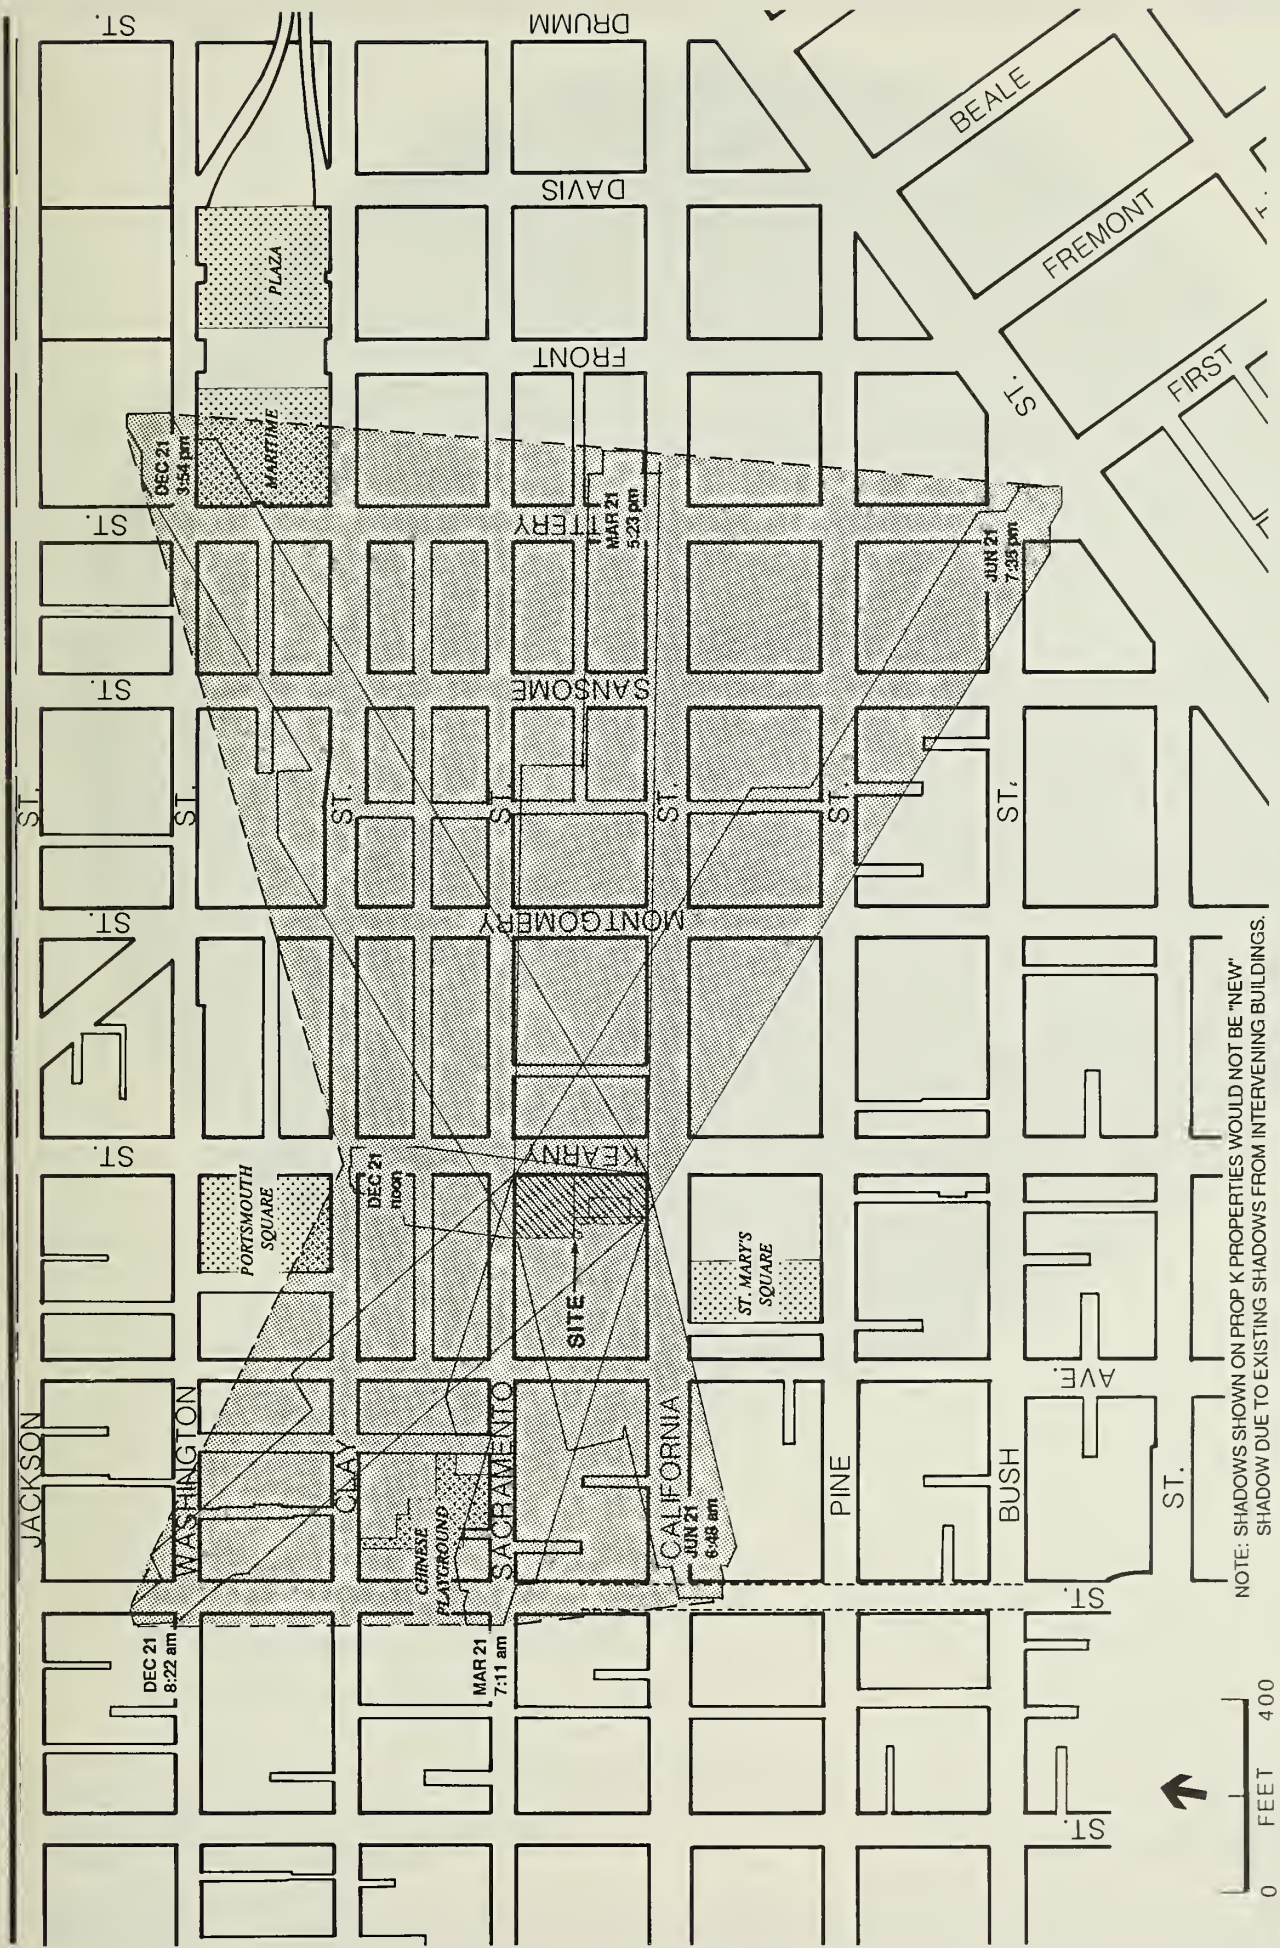 JACKSON
ST.
WASHINGTON
ST.
CLAY
ST.
SACRAMENTO
ST.
CALIFORNIA
ST.
PINE
ST.
BUSH
ST.
ST.
ST.
AVE.
KEARNY
ST.
MONTGOMERY
ST.
SANSOME
ST.
TTERY
ST.
FRONT
DAVIS
DRUMM
ST.
BEALE
FREMONT
FIRST
ST.
ST.
PORTSMOUTH
SQUARE
ST. MARY'S
SQUARE
CHINESE
PLAYGROUND
MARITIME
PLAZA
SITE
DEC 21
8:22 am
MAR 21
7:11 am
JUN 21
6:48 am
DEC 21
noon
DEC 21
3:54 pm
MAR 21
5:23 pm
JUN 21
0 FEET 400
NOTE: SHADOWS SHOWN ON PROP K PROPERTIES WOULD NOT BE "NEW"
SHADOW DUE TO EXISTING SHADOWS FROM INTERVENING BUILDINGS.